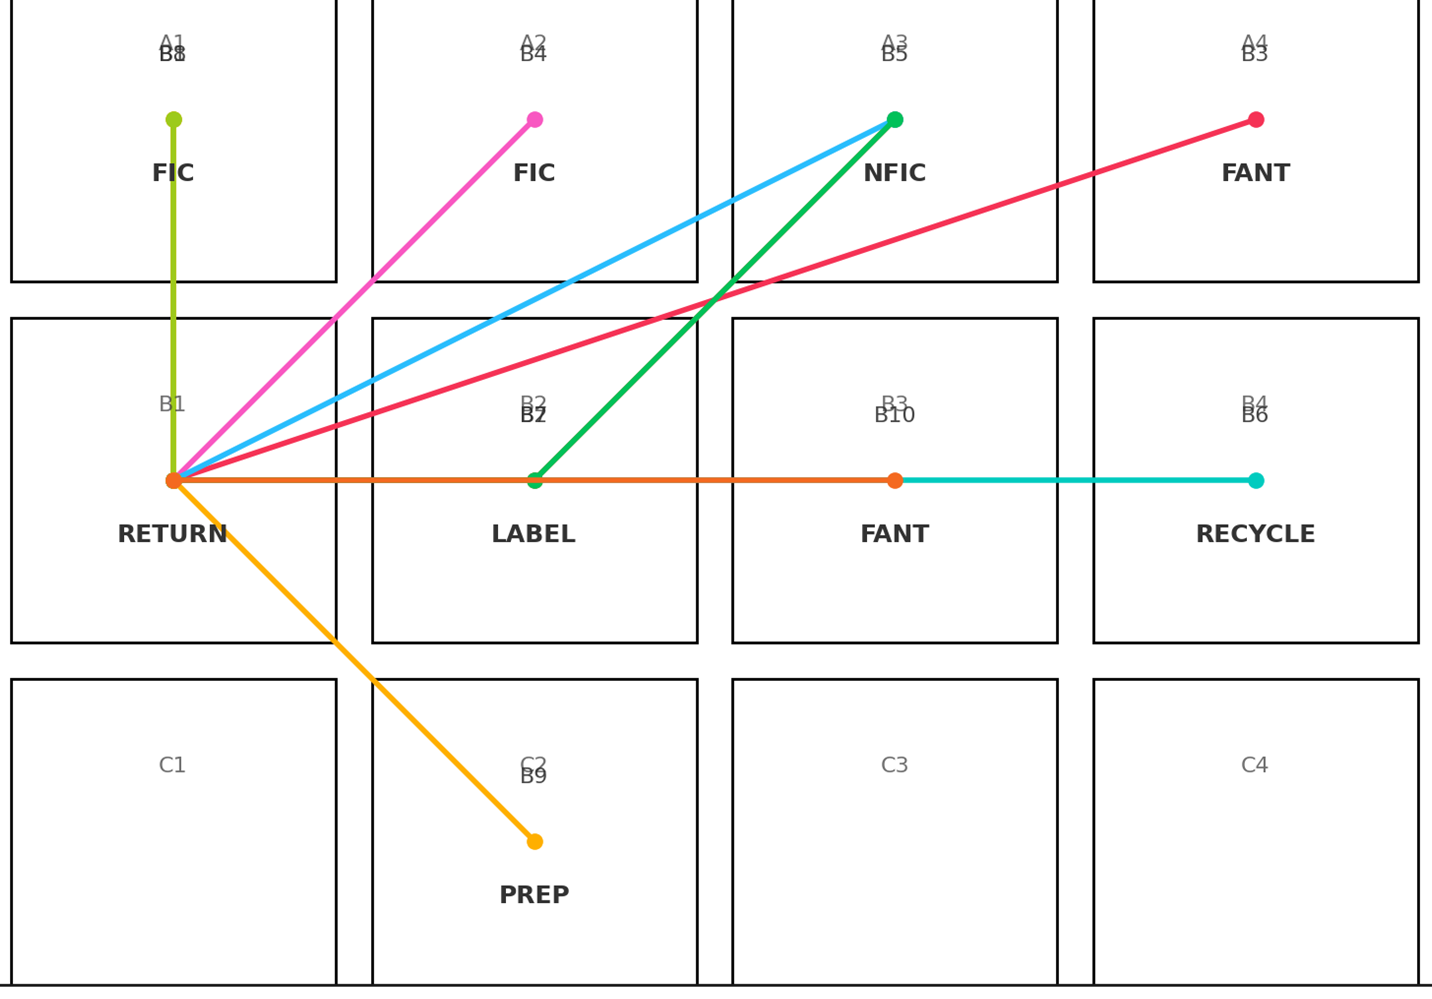 A1
A2
A3
A4
B8
B4
B5
B3
FIC
FIC
NFIC
FANT
B1
B2
B3
B4
B10
B6
RETURN
LABEL
FANT
RECYCLE
C1
C2
C3
C4
B9
PREP